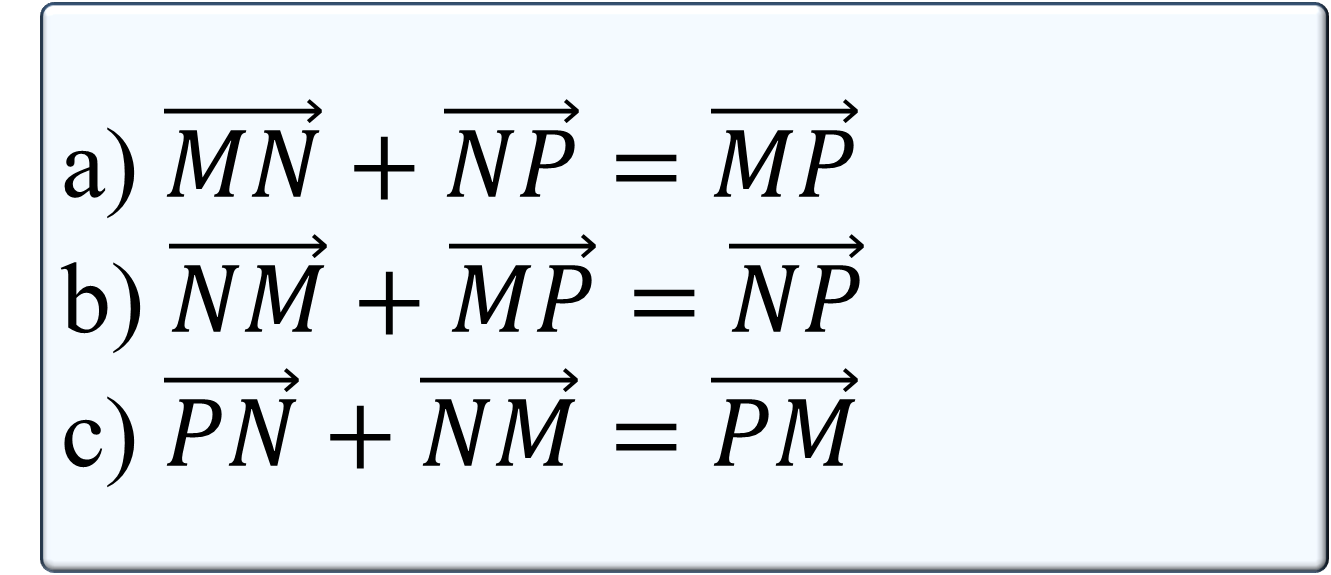 a) $\overrightarrow{MN} + \overrightarrow{NP} = \overrightarrow{MP}$
b) $\overrightarrow{NM} + \overrightarrow{MP} = \overrightarrow{NP}$
c) $\overrightarrow{PN} + \overrightarrow{NM} = \overrightarrow{PM}$